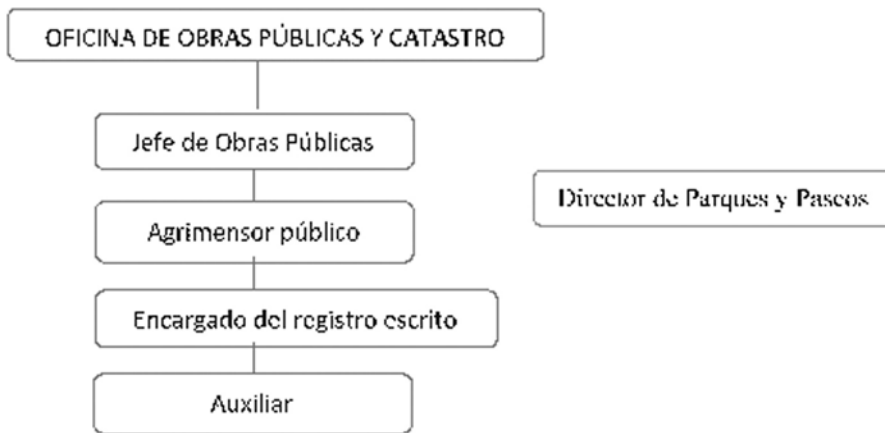 OFICINA DE OBRAS PÚBLICAS Y CATASTRO
Jefe de Obras Públicas
Director de Parques y Paseos
Agrimensor público
Encargado del registro escrito
Auxiliar